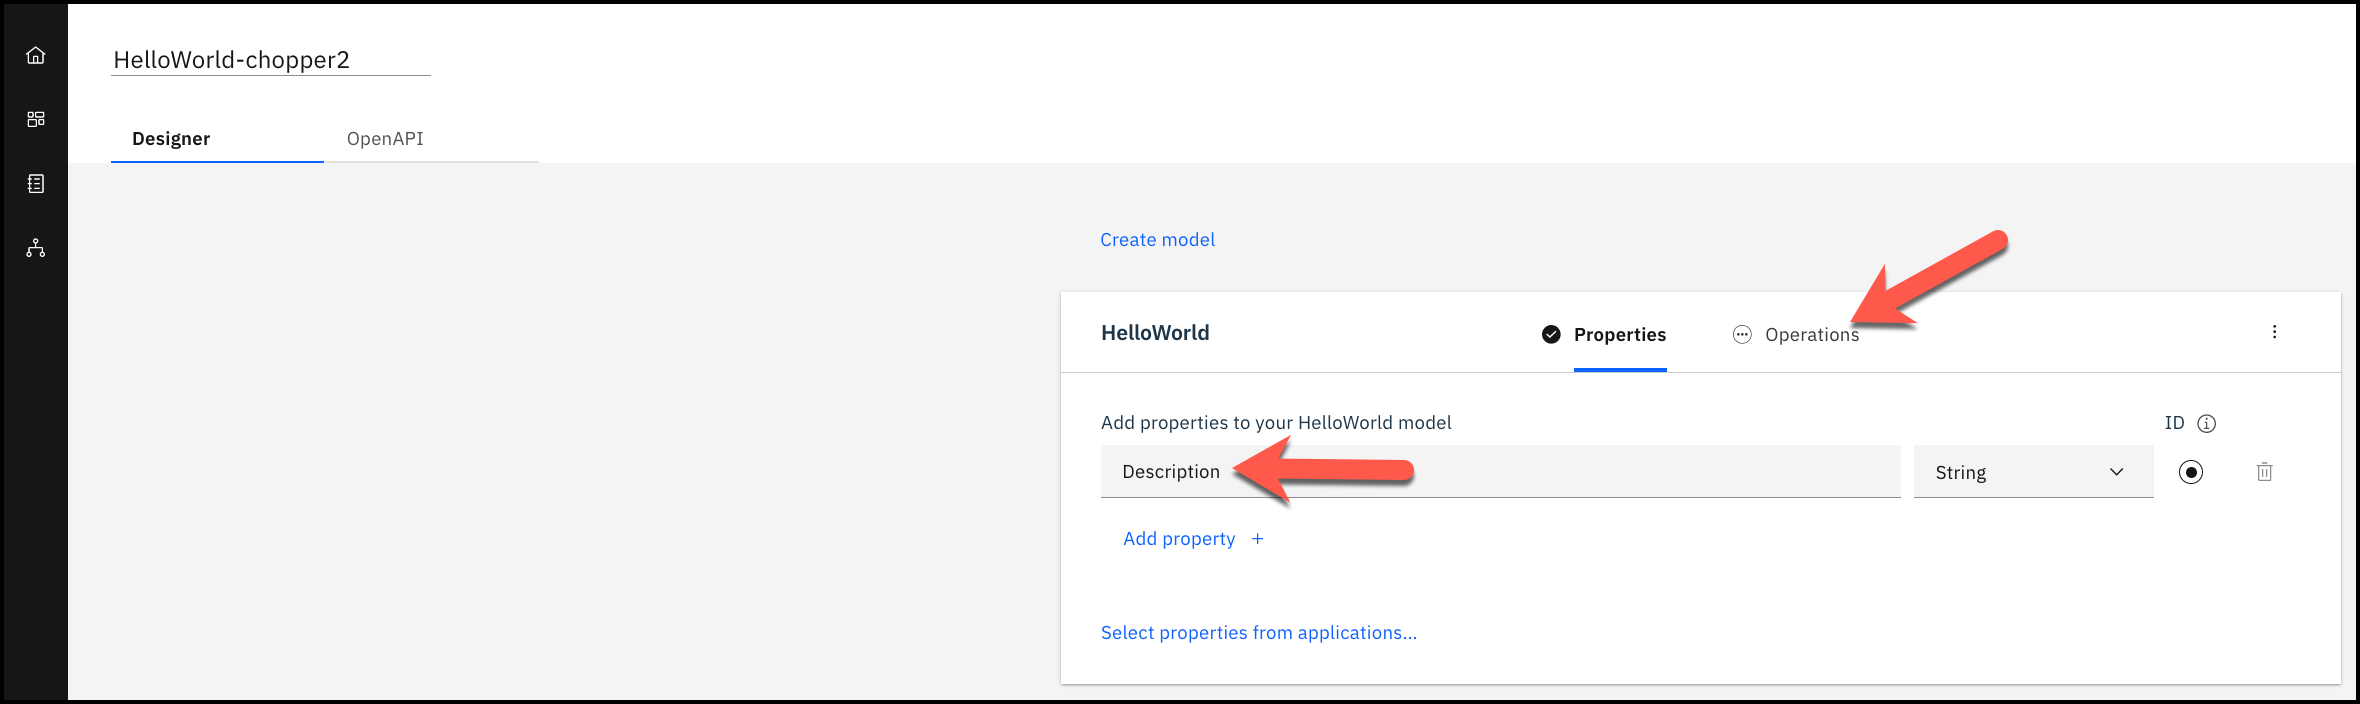 HelloWorld-chopper2
Designer OpenAPI
Create model
HelloWorld Properties Operations
Add properties to your HelloWorld model ID
Description String
Add property +
Select properties from applications...